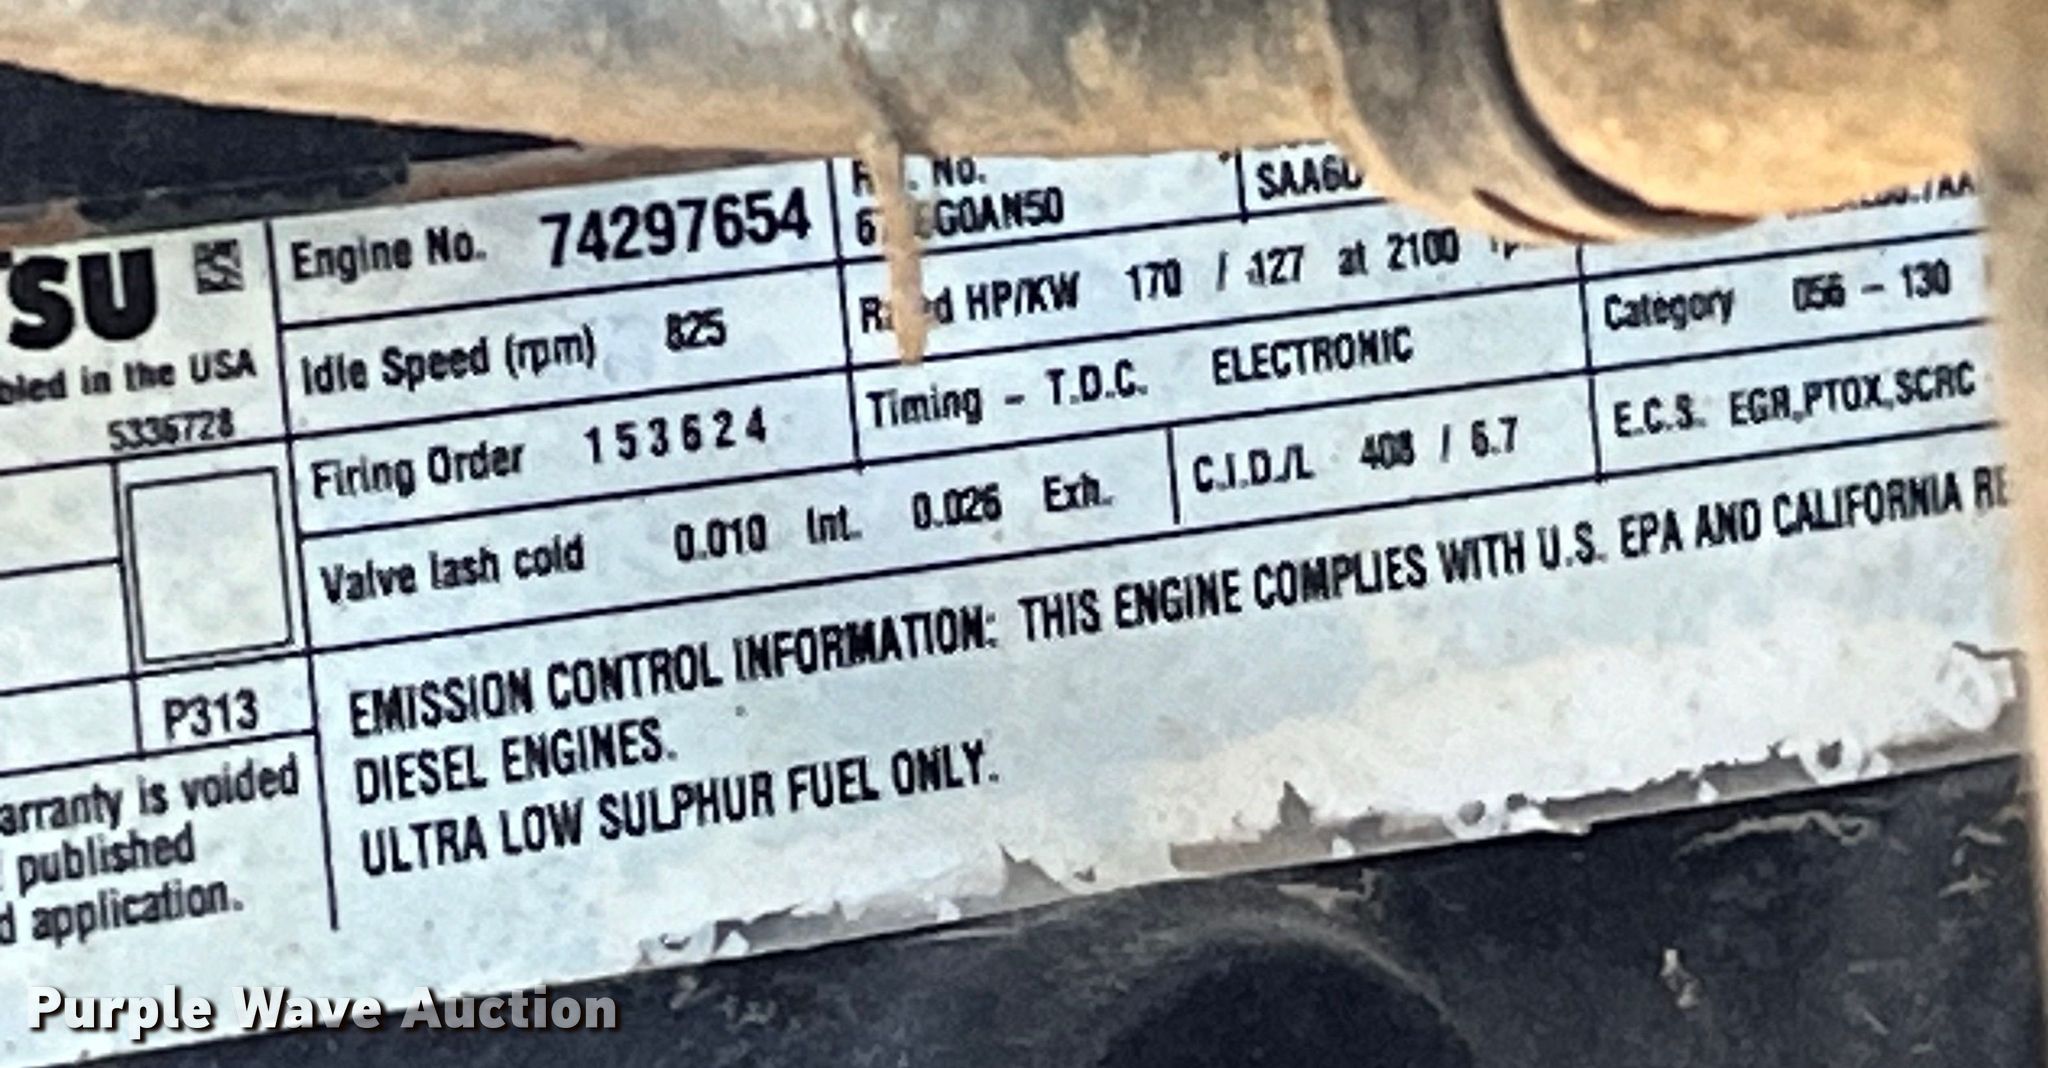 SU
bled in the USA
5336728
Engine No. 74297654
No.
G0AN50
SAA6D
Idle Speed (rpm) 825
HP/KW 170 / 127 at 2100
Category 056 - 130
Firing Order 1 5 3 6 2 4
Timing - T.D.C. ELECTRONIC
Valve lash cold 0.010 Int. 0.026 Exh.
C.I.D./L 408 / 6.7
E.C.S. EGR,PTOX,SCRC
P313
EMISSION CONTROL INFORMATION: THIS ENGINE COMPLIES WITH U.S. EPA AND CALIFORNIA RE
DIESEL ENGINES.
ULTRA LOW SULPHUR FUEL ONLY.
arranty is voided
published
d application.
Purple Wave Auction